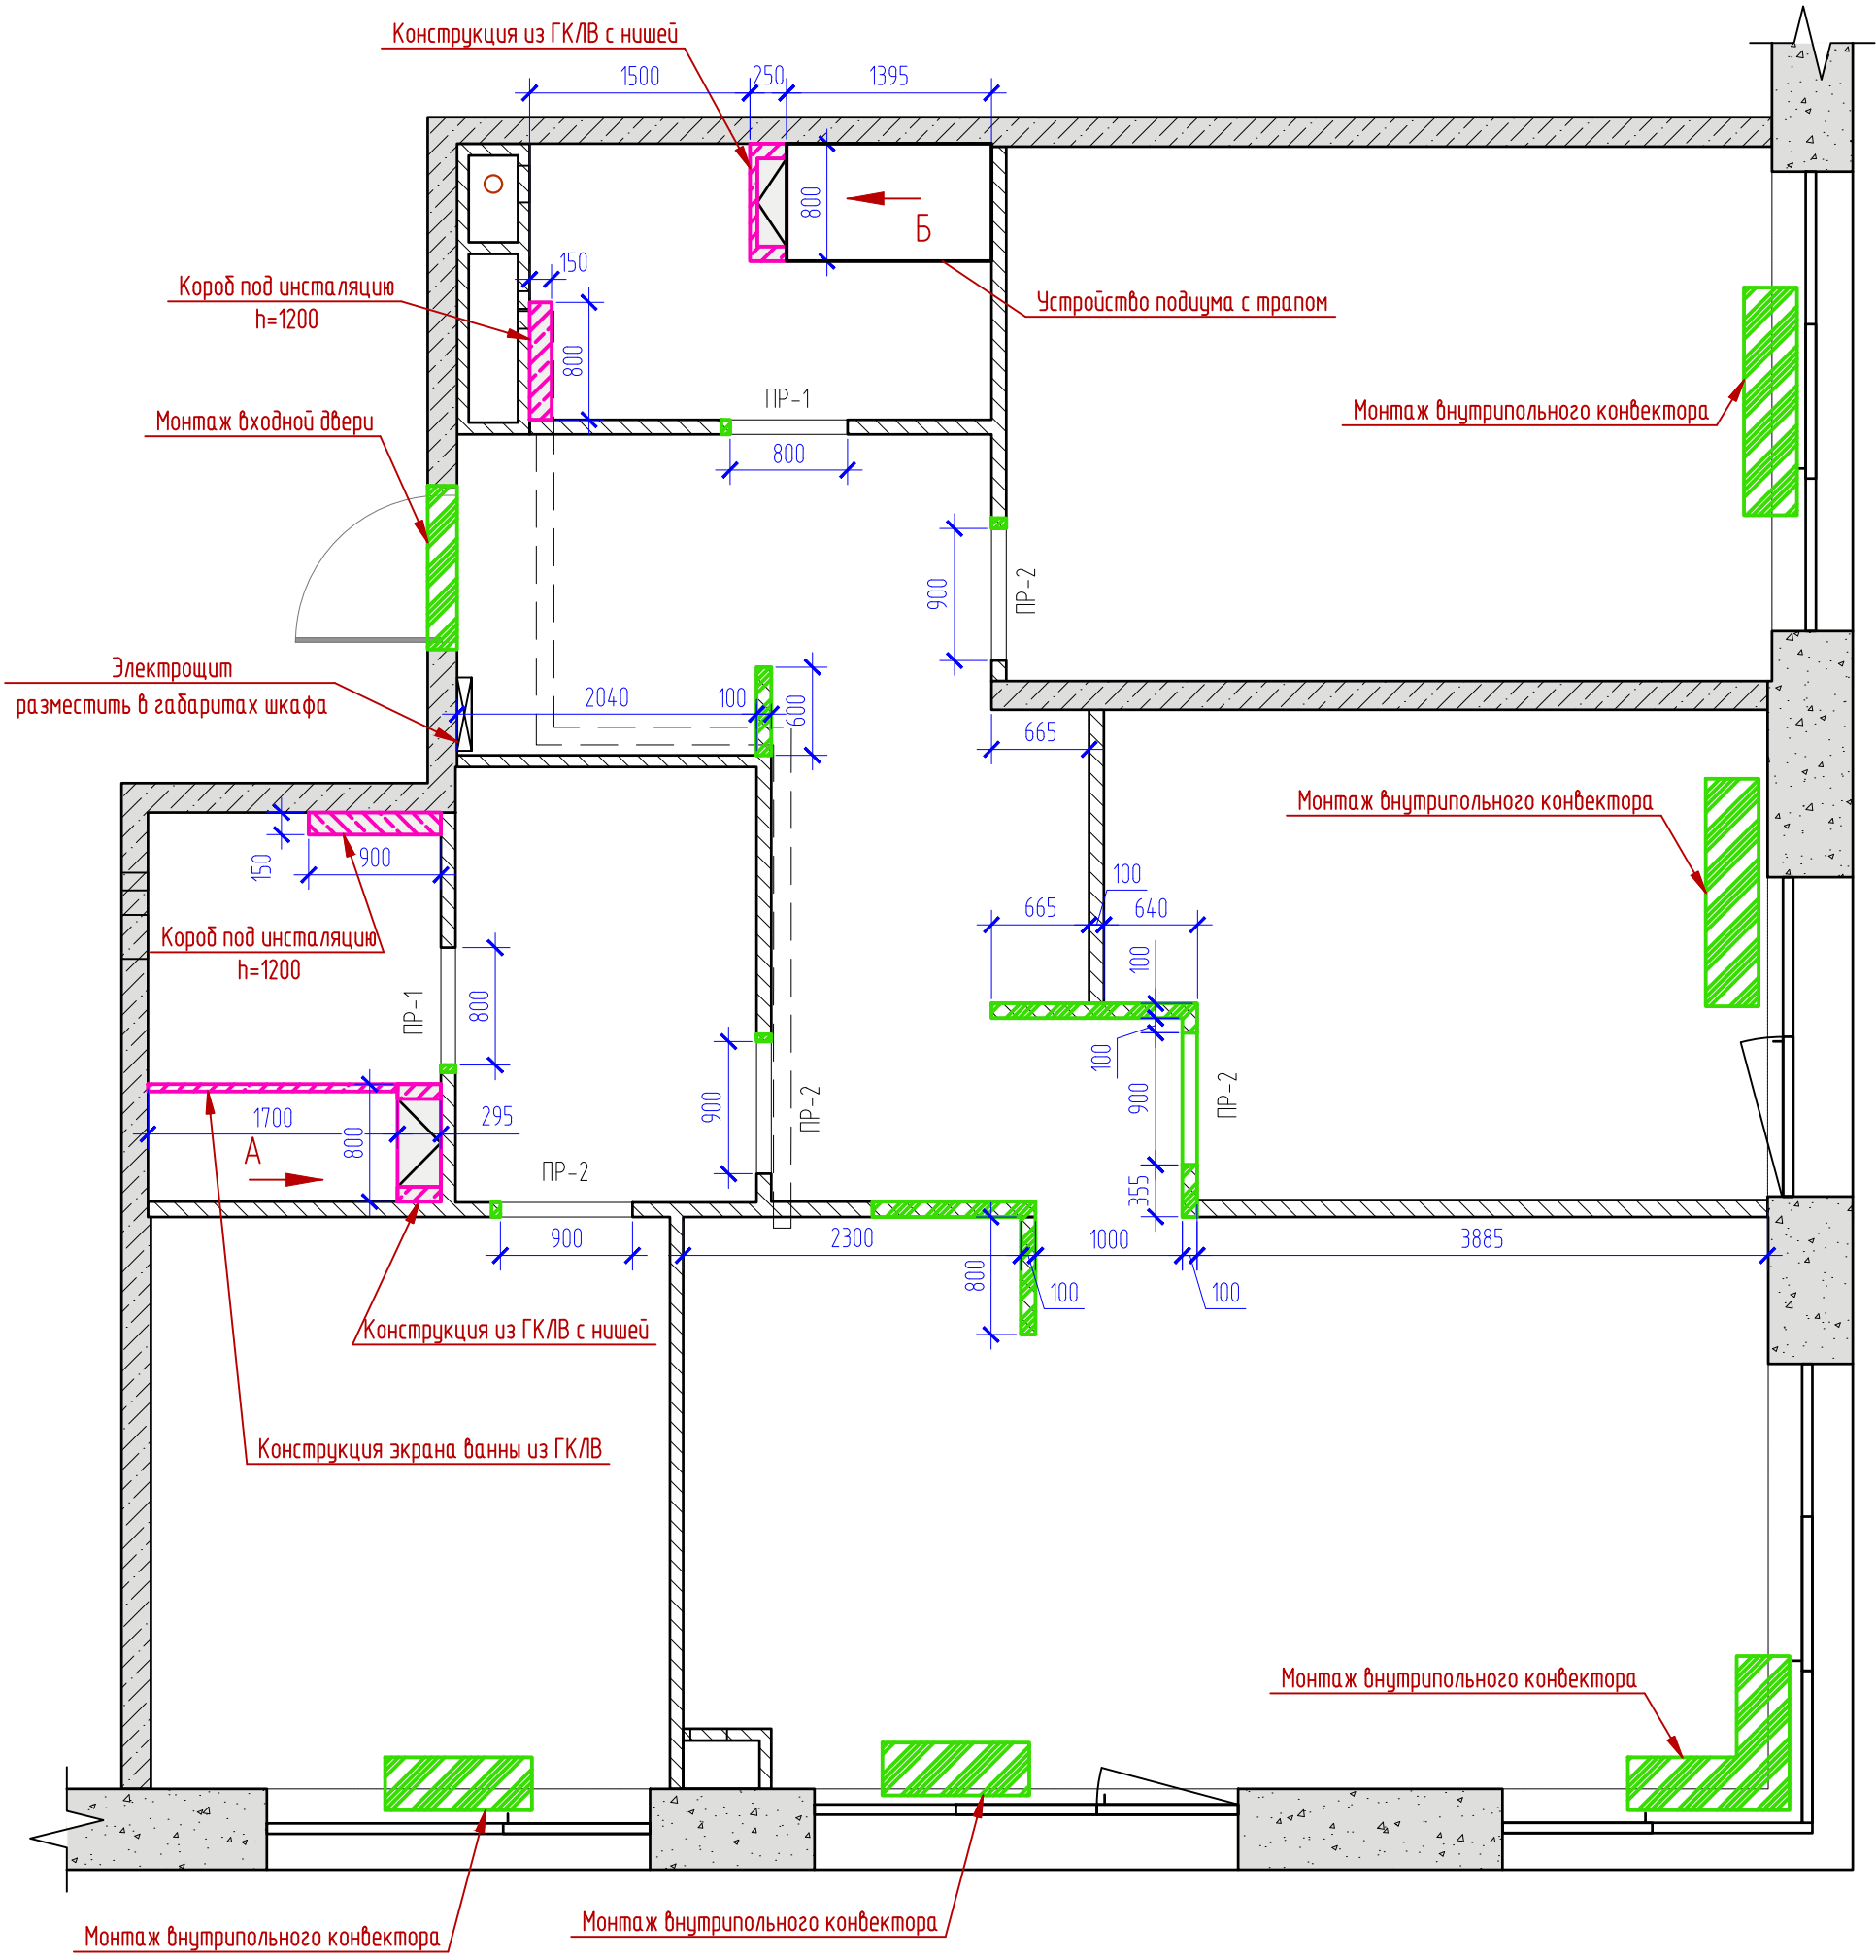 Конструкция из ГКЛВ с нишей
1500
250
1395
800
Б
150
Короб под инсталяцию
h=1200
Устройство подиума с трапом
800
ПР-1
Монтаж внутрипольного конвектора
Монтаж входной двери
800
900
ПР-2
Электрощит
разместить в габаритах шкафа
2040
100
600
665
Монтаж внутрипольного конвектора
150
900
100
665
640
Короб под инсталяцию
h=1200
100
ПР-1
800
100
900
ПР-2
900
ПР-2
1700
800
295
А
ПР-2
355
900
2300
1000
3885
800
100
100
Конструкция из ГКЛВ с нишей
Конструкция экрана ванны из ГКЛВ
Монтаж внутрипольного конвектора
Монтаж внутрипольного конвектора
Монтаж внутрипольного конвектора